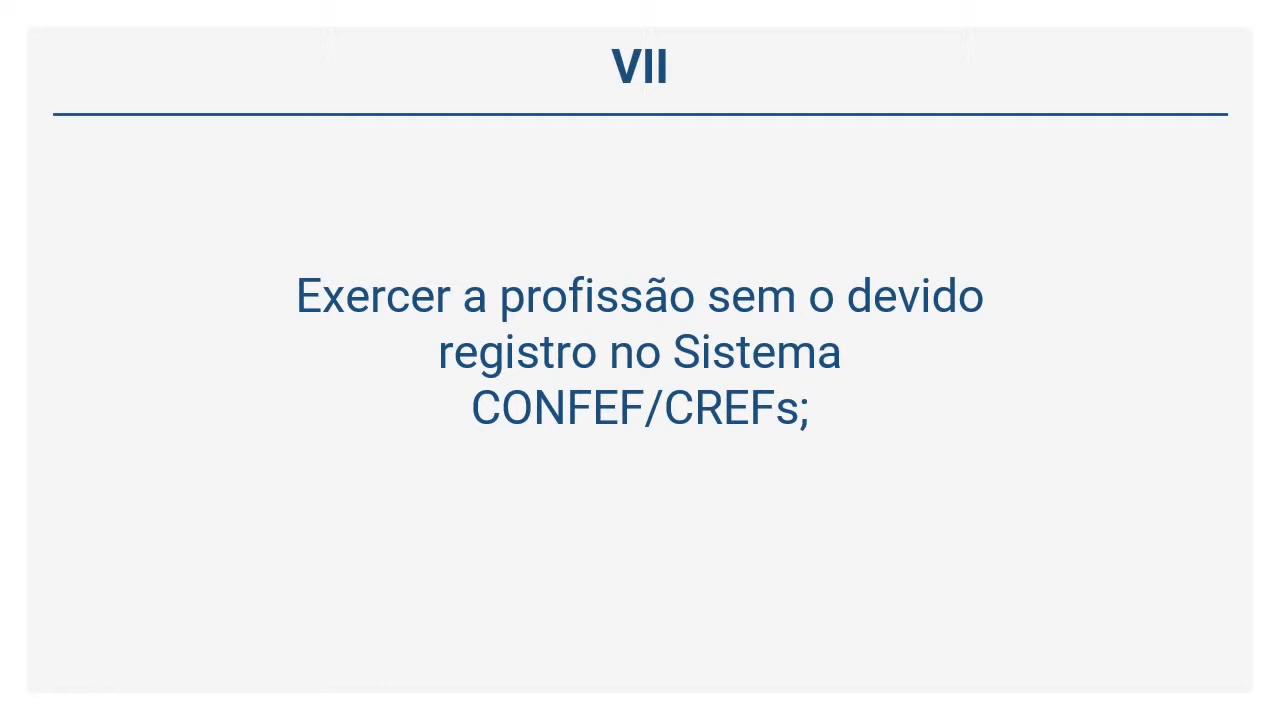 VII
Exercer a profissão sem o devido
registro no Sistema
CONFEF/CREFs;